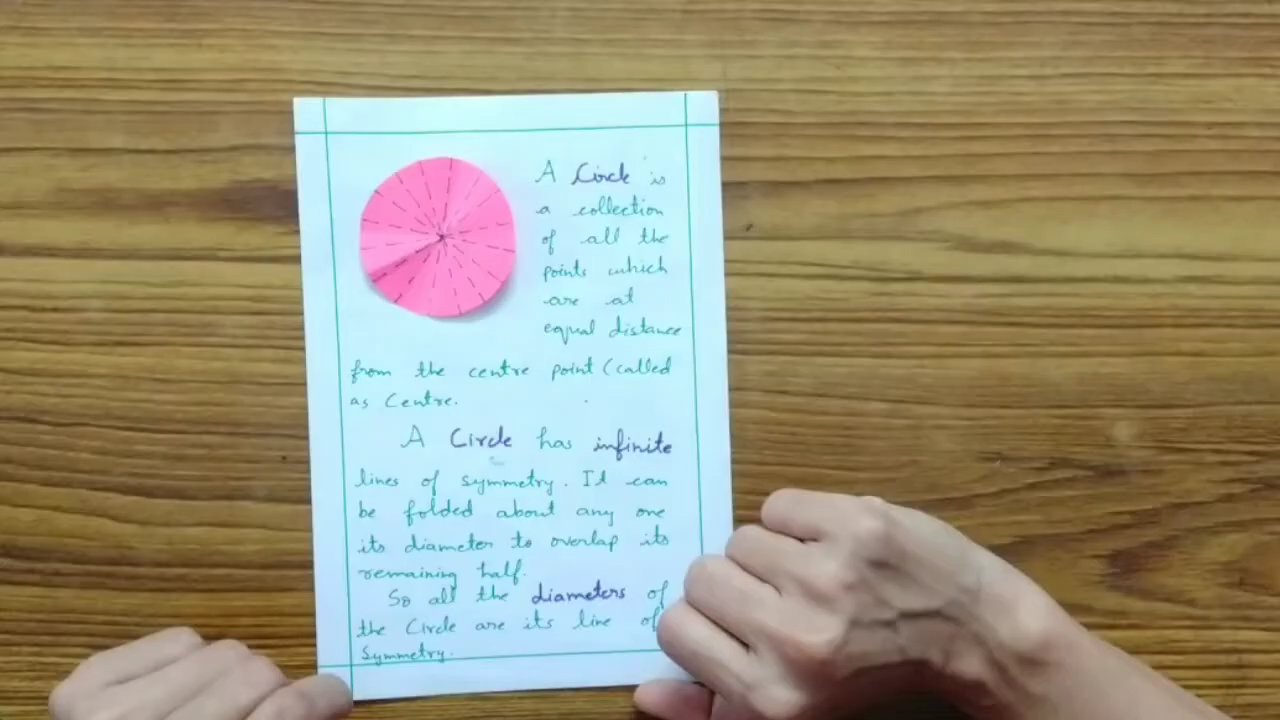 A Circle is
a collection
of all the
points which
are at
equal distance
from the centre point (called
as Centre.
A Circle has infinite
lines of symmetry. It can
be folded about any one
its diameter to overlap its
remaining half.
So all the diameters of
the Circle are its line of
Symmetry.